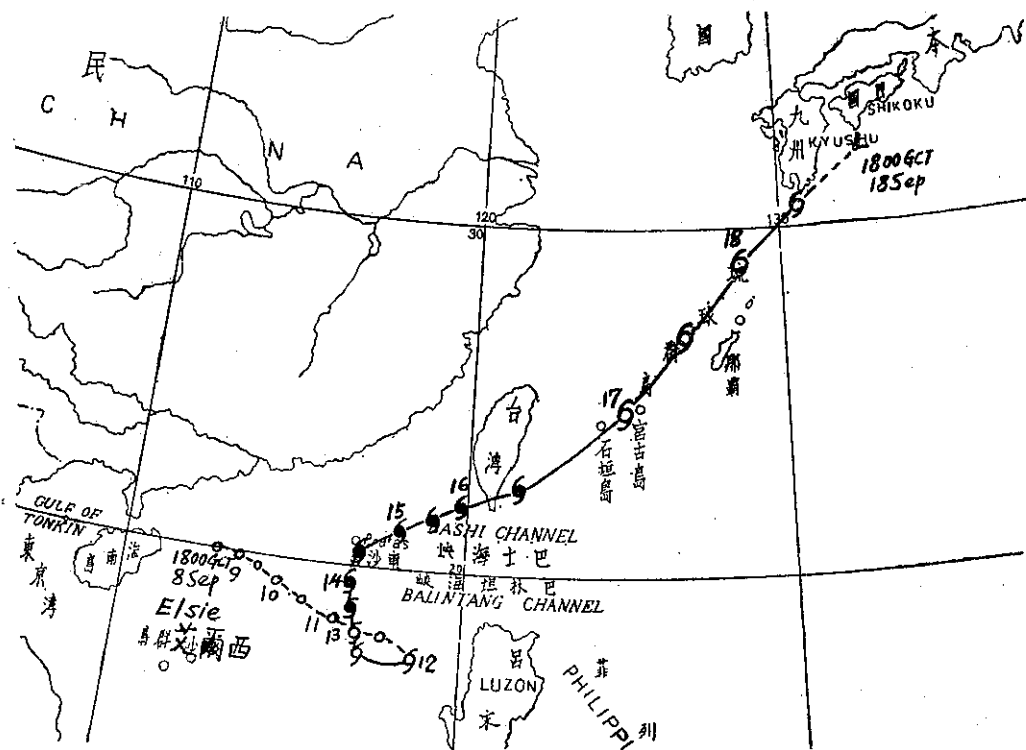 民
國
本
C H N A
九
州
KYUSHU
SHIKOKU
1800GCT
18Sep
110
120
30
130
18
琉
球
群
島
那
霸
17
宮古島
石垣島
台
灣
16
15
14
BASHI CHANNEL
巴士海峽
20
巴林坦海峽
BALINTANG CHANNEL
GULF OF
TONKIN
東
京
湾
海南島
1800GCT
8Sep
9
10
11
13
12
Elsie
艾爾西
呂
LUZON
宋
菲
PHILIPPI
列